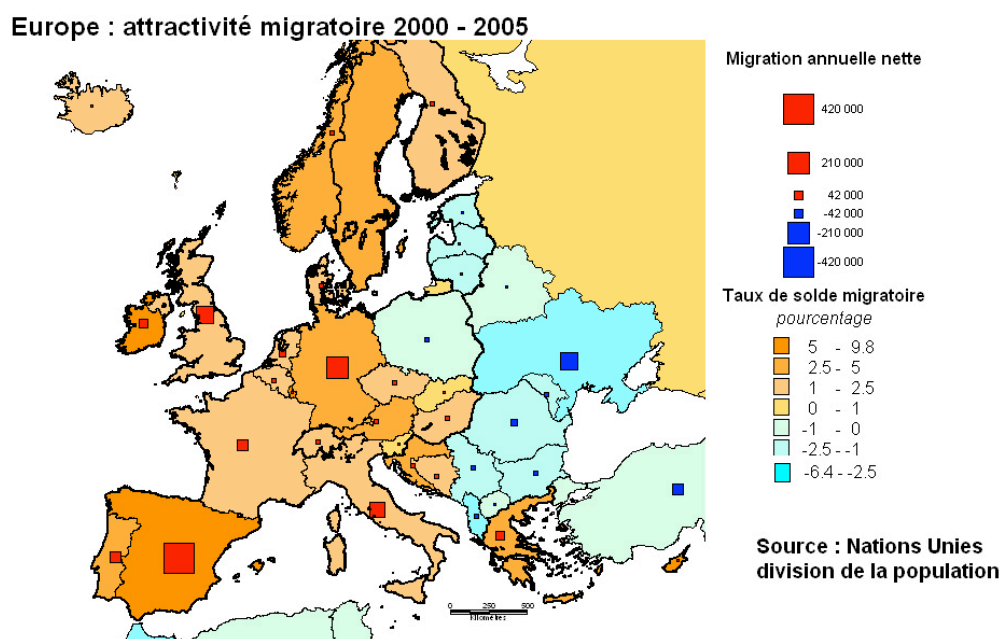 Europe : attractivité migratoire 2000 - 2005
Migration annuelle nette
420 000
210 000
42 000
-42 000
-210 000
-420 000
Taux de solde migratoire
pourcentage
5 - 9.8
2.5 - 5
1 - 2.5
0 - 1
-1 - 0
-2.5 - -1
-6.4 - -2.5
Source : Nations Unies
division de la population
0 250 500
Kilomètres